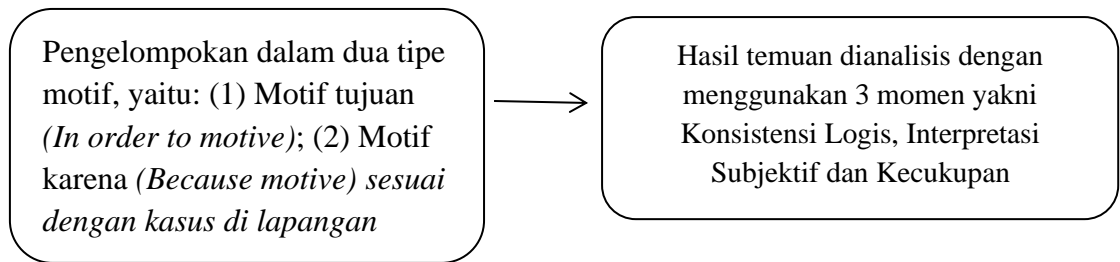 Pengelompokan dalam dua tipe
motif, yaitu: (1) Motif tujuan
(In order to motive); (2) Motif
karena (Because motive) sesuai
dengan kasus di lapangan
Hasil temuan dianalisis dengan
menggunakan 3 momen yakni
Konsistensi Logis, Interpretasi
Subjektif dan Kecukupan